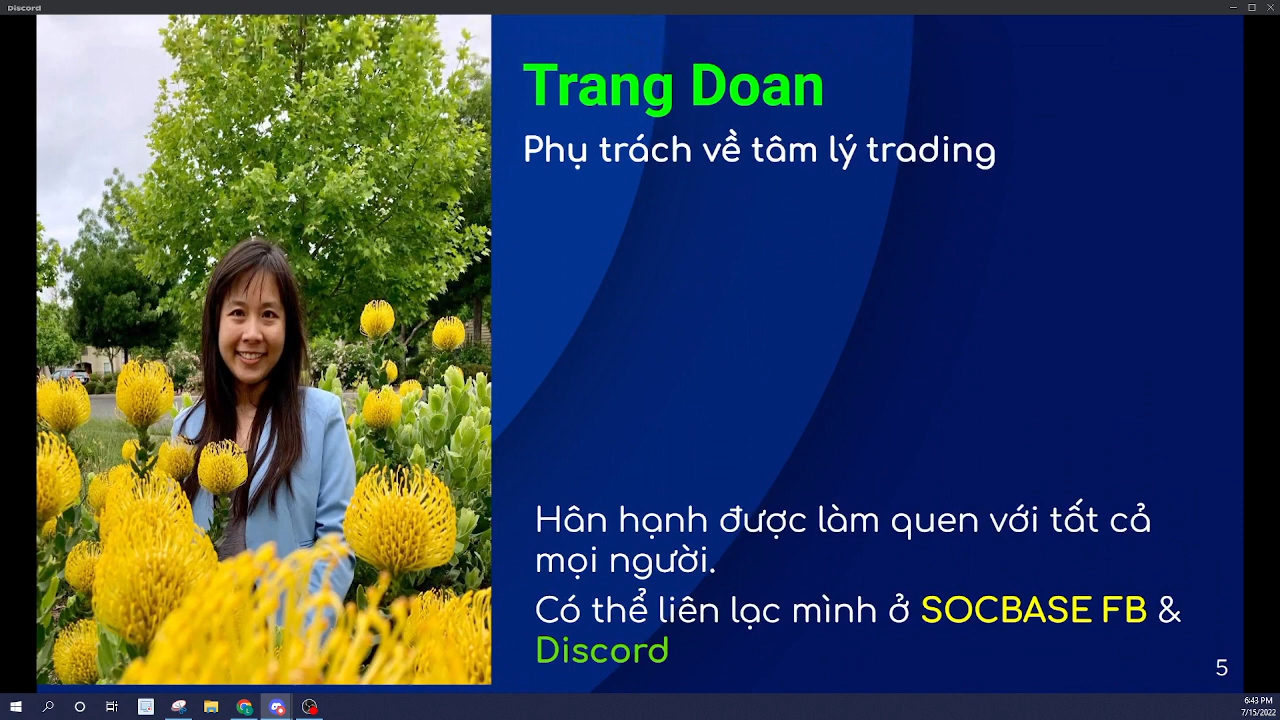 Discord
Trang Doan
Phụ trách về tâm lý trading
Hân hạnh được làm quen với tất cả
mọi người.
Có thể liên lạc mình ở SOCBASE FB &
Discord
5
6:43 PM
7/15/2022